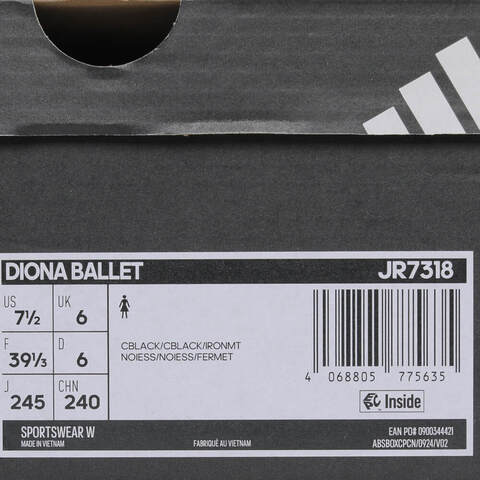 DIONA BALLET JR7318
US 7½ UK 6
F 39⅓ D 6
J 245 CHN 240
CBLACK/CBLACK/IRONMT
NOIESS/NOIESS/FERMET
4 068805 775635
Inside
SPORTSWEAR W
MADE IN VIETNAM
FABRIQUÉ AU VIETNAM
EAN PO# 0900344421
ABSBOXCPCN/0924/V02